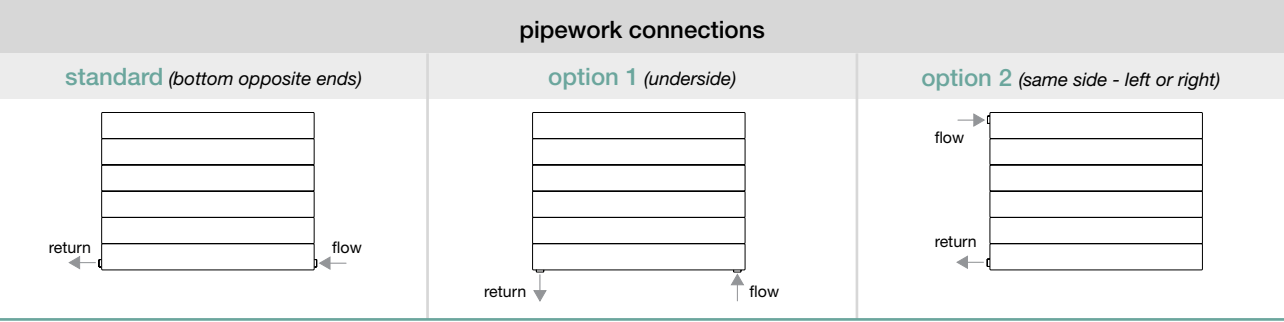 pipework connections
standard (bottom opposite ends)
option 1 (underside)
option 2 (same side - left or right)
return
flow
return
flow
flow
return